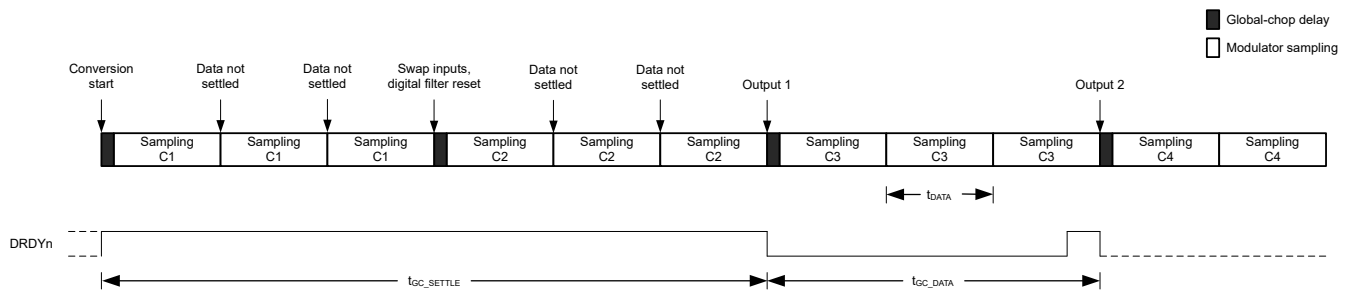 Global-chop delay
Modulator sampling
Conversion
start
Data not
settled
Data not
settled
Swap inputs,
digital filter reset
Data not
settled
Data not
settled
Output 1
Output 2
Sampling
C1
Sampling
C1
Sampling
C1
Sampling
C2
Sampling
C2
Sampling
C2
Sampling
C3
Sampling
C3
Sampling
C3
Sampling
C4
Sampling
C4
tDATA
DRDYn
tGC_SETTLE
tGC_DATA